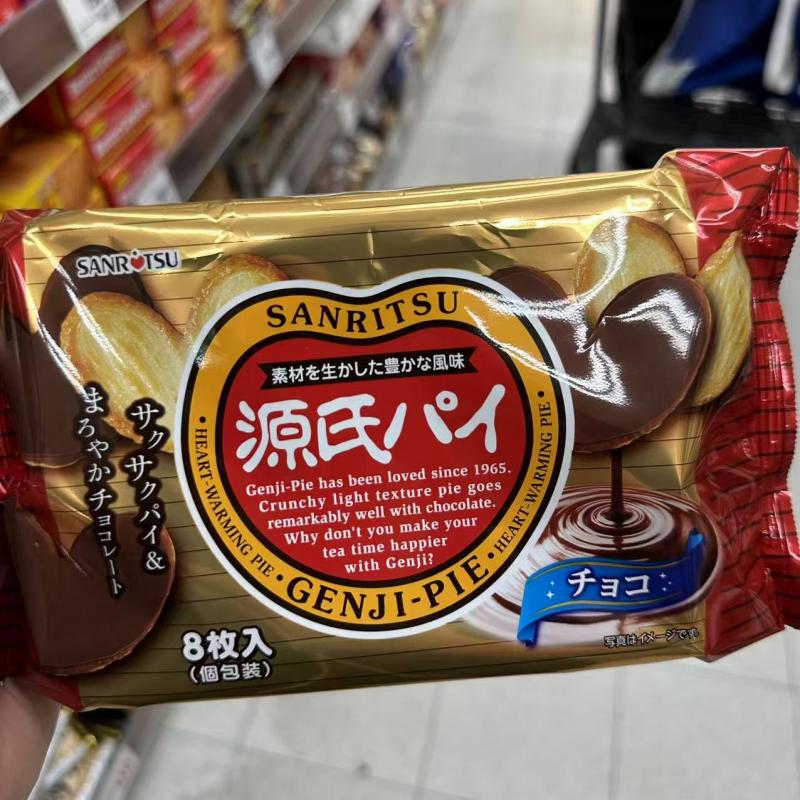 SANRITSU
SANRITSU
素材を生かした豊かな風味
源氏パイ
Genji-Pie has been loved since 1965.
Crunchy light texture pie goes
remarkably well with chocolate.
Why don't you make your
tea time happier
with Genji?
• HEART-WARMING PIE •
GENJI-PIE
• HEART-WARMING PIE •
サクサクパイ&
まろやかチョコレート
チョコ
8枚入
(個包装)
写真はイメージです